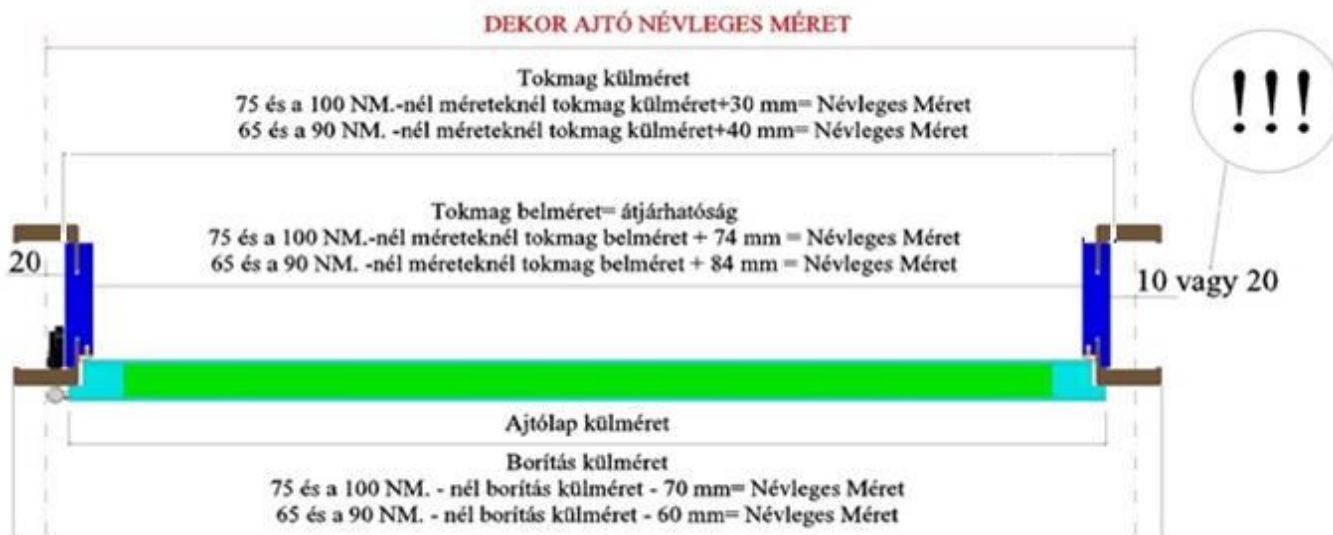 DEKOR AJTÓ NÉVLEGES MÉRET
Tokmag külméret
75 és a 100 NM.-nél méreteknél tokmag külméret+30 mm= Névleges Méret
65 és a 90 NM. -nél méreteknél tokmag külméret+40 mm= Névleges Méret
!!!
Tokmag belméret= átjárhatóság
75 és a 100 NM.-nél méreteknél tokmag belméret + 74 mm = Névleges Méret
65 és a 90 NM. -nél méreteknél tokmag belméret + 84 mm = Névleges Méret
20
10 vagy 20
Ajtólap külméret
Borítás külméret
75 és a 100 NM. - nél borítás külméret - 70 mm= Névleges Méret
65 és a 90 NM. - nél borítás külméret - 60 mm= Névleges Méret